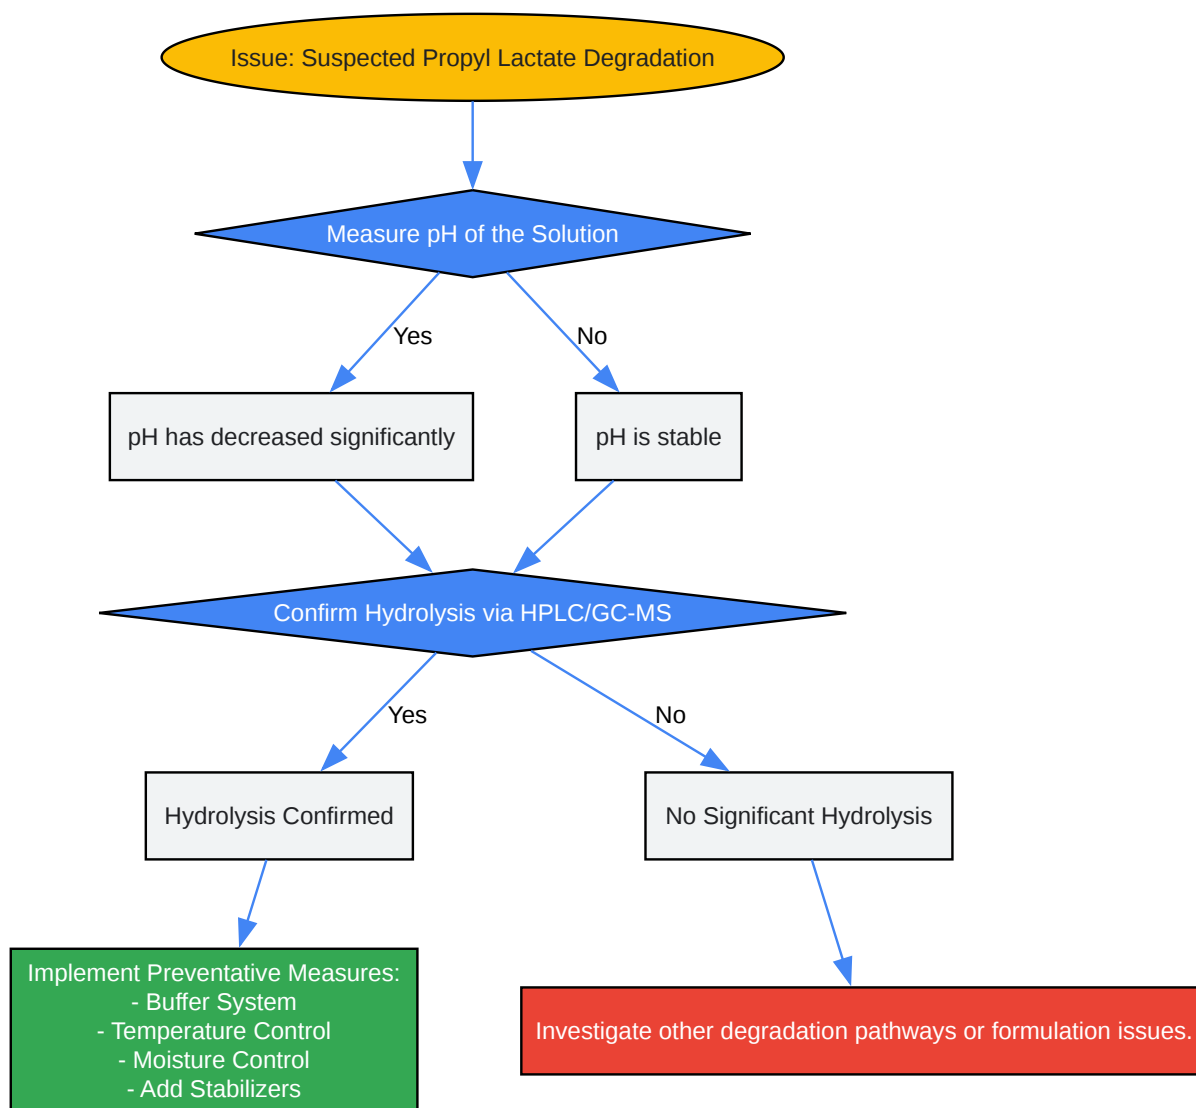 Issue: Suspected Propyl Lactate Degradation
Measure pH of the Solution
Yes
No
pH has decreased significantly
pH is stable
Confirm Hydrolysis via HPLC/GC-MS
Yes
No
Hydrolysis Confirmed
No Significant Hydrolysis
Implement Preventative Measures:
- Buffer System
- Temperature Control
- Moisture Control
- Add Stabilizers
Investigate other degradation pathways or formulation issues.